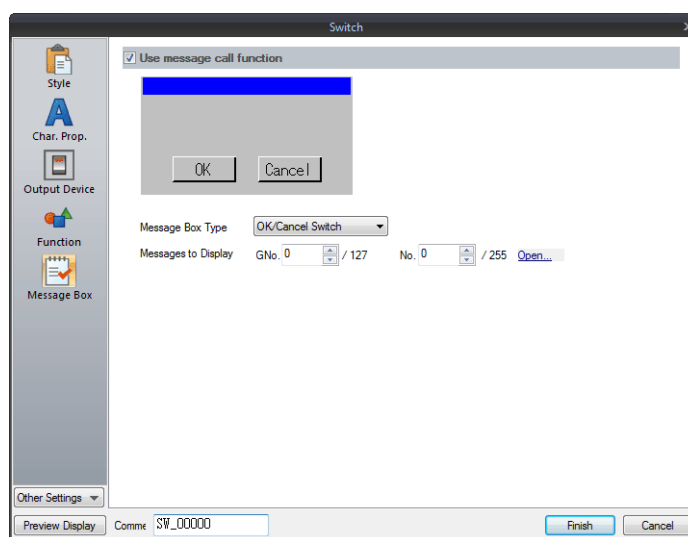 Switch
Style
Char. Prop.
Output Device
Function
Message Box
Use message call function
OK Cancel
Message Box Type OK/Cancel Switch
Messages to Display GNo. 0 / 127 No. 0 / 255 Open...
Other Settings
Preview Display Comme SW_00000 Finish Cancel